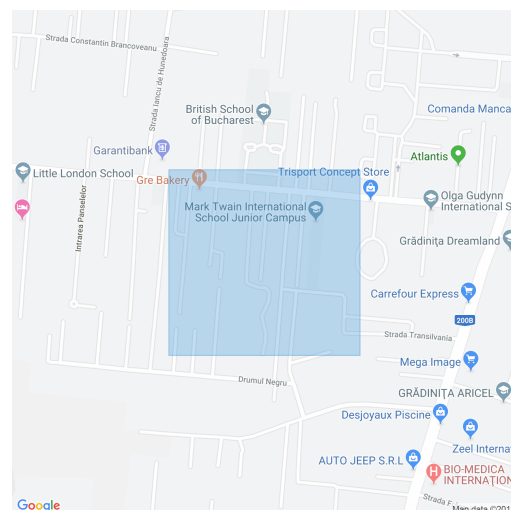 Strada Constantin Brancoveanu
Strada Iancu de Hunedoara
British School
of Bucharest
Comanda Manca
Garantibank
Atlantis
Little London School
Gre Bakery
Trisport Concept Store
Intrarea Panselelor
Mark Twain International
School Junior Campus
Olga Gudynn
International S
Grădinița Dreamland
Carrefour Express
200B
Strada Transilvania
Mega Image
Drumul Negru
GRĂDINIȚA ARICEL
Desjoyaux Piscine
Zeel Interna
AUTO JEEP S.R.L
BIO-MEDICA
INTERNAȚION
Strada
Google
Map data ©201